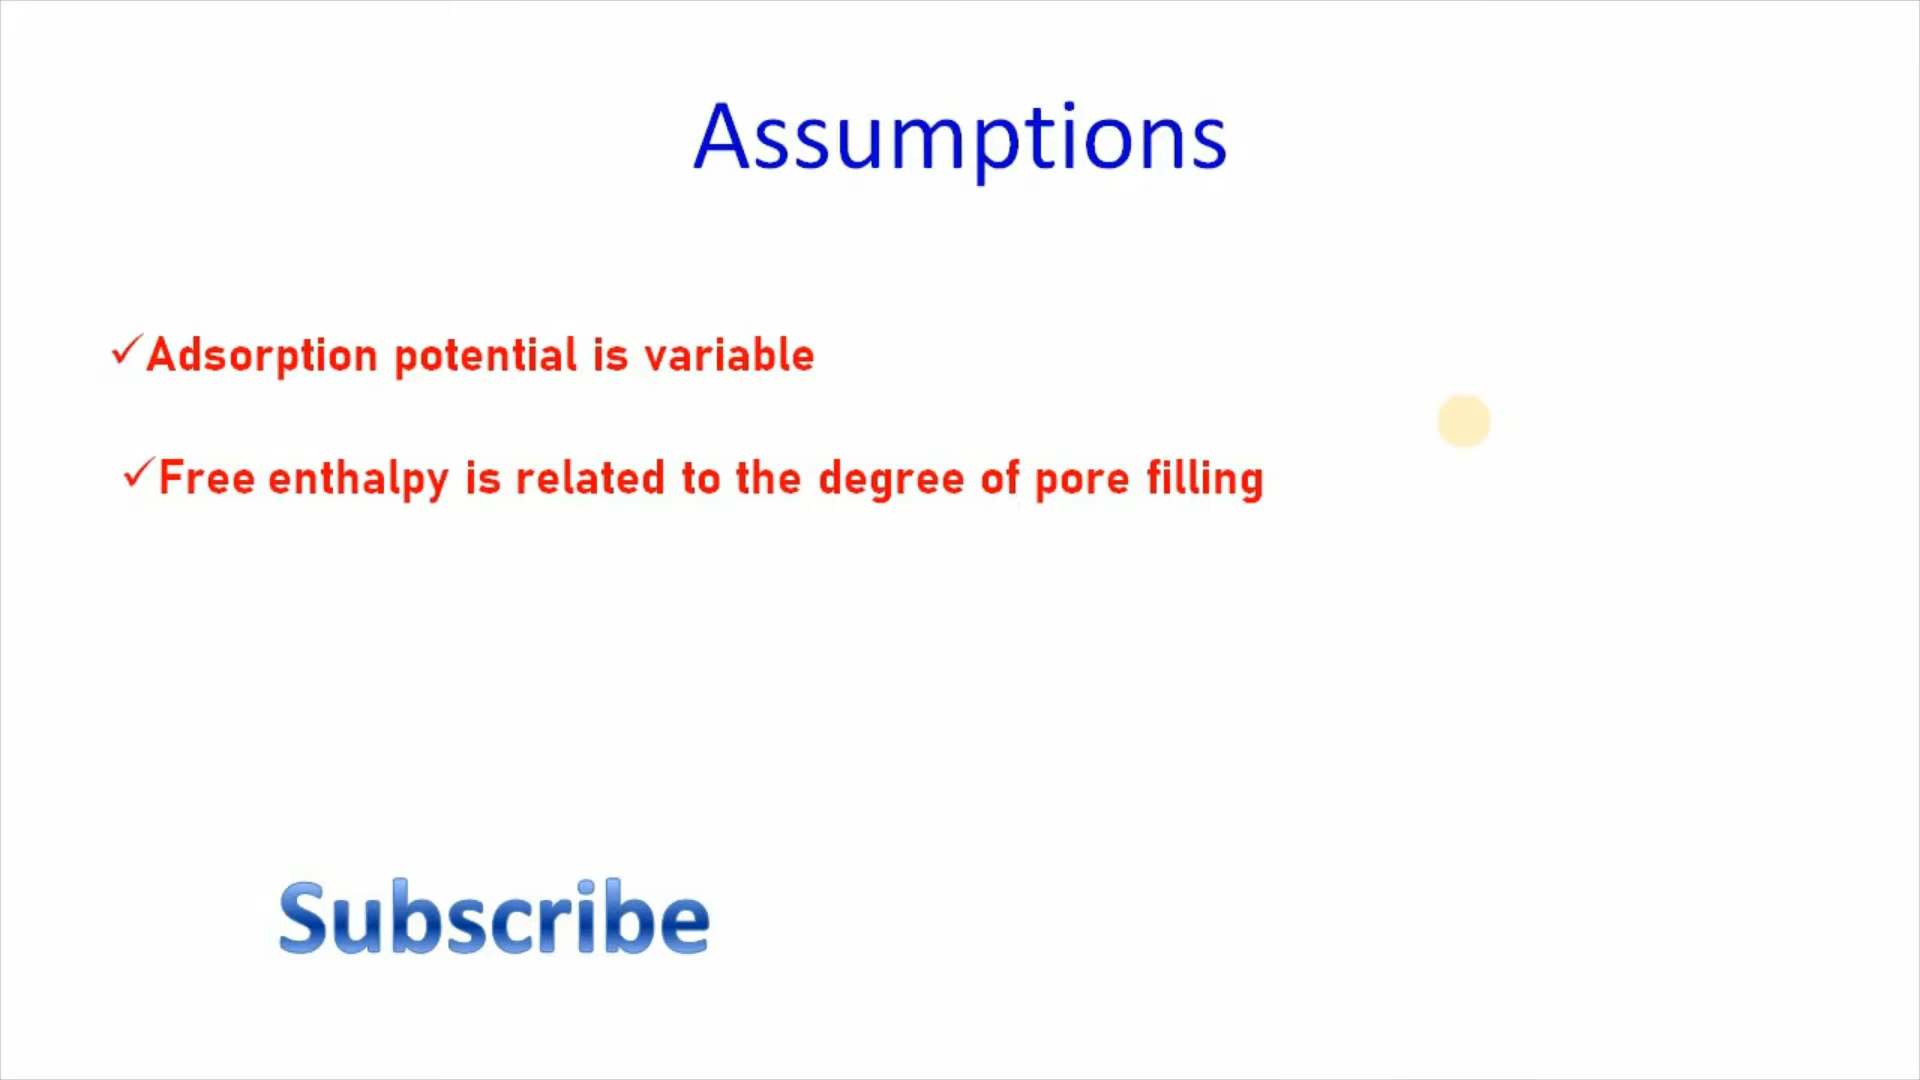 Assumptions
✓Adsorption potential is variable
✓Free enthalpy is related to the degree of pore filling
Subscribe